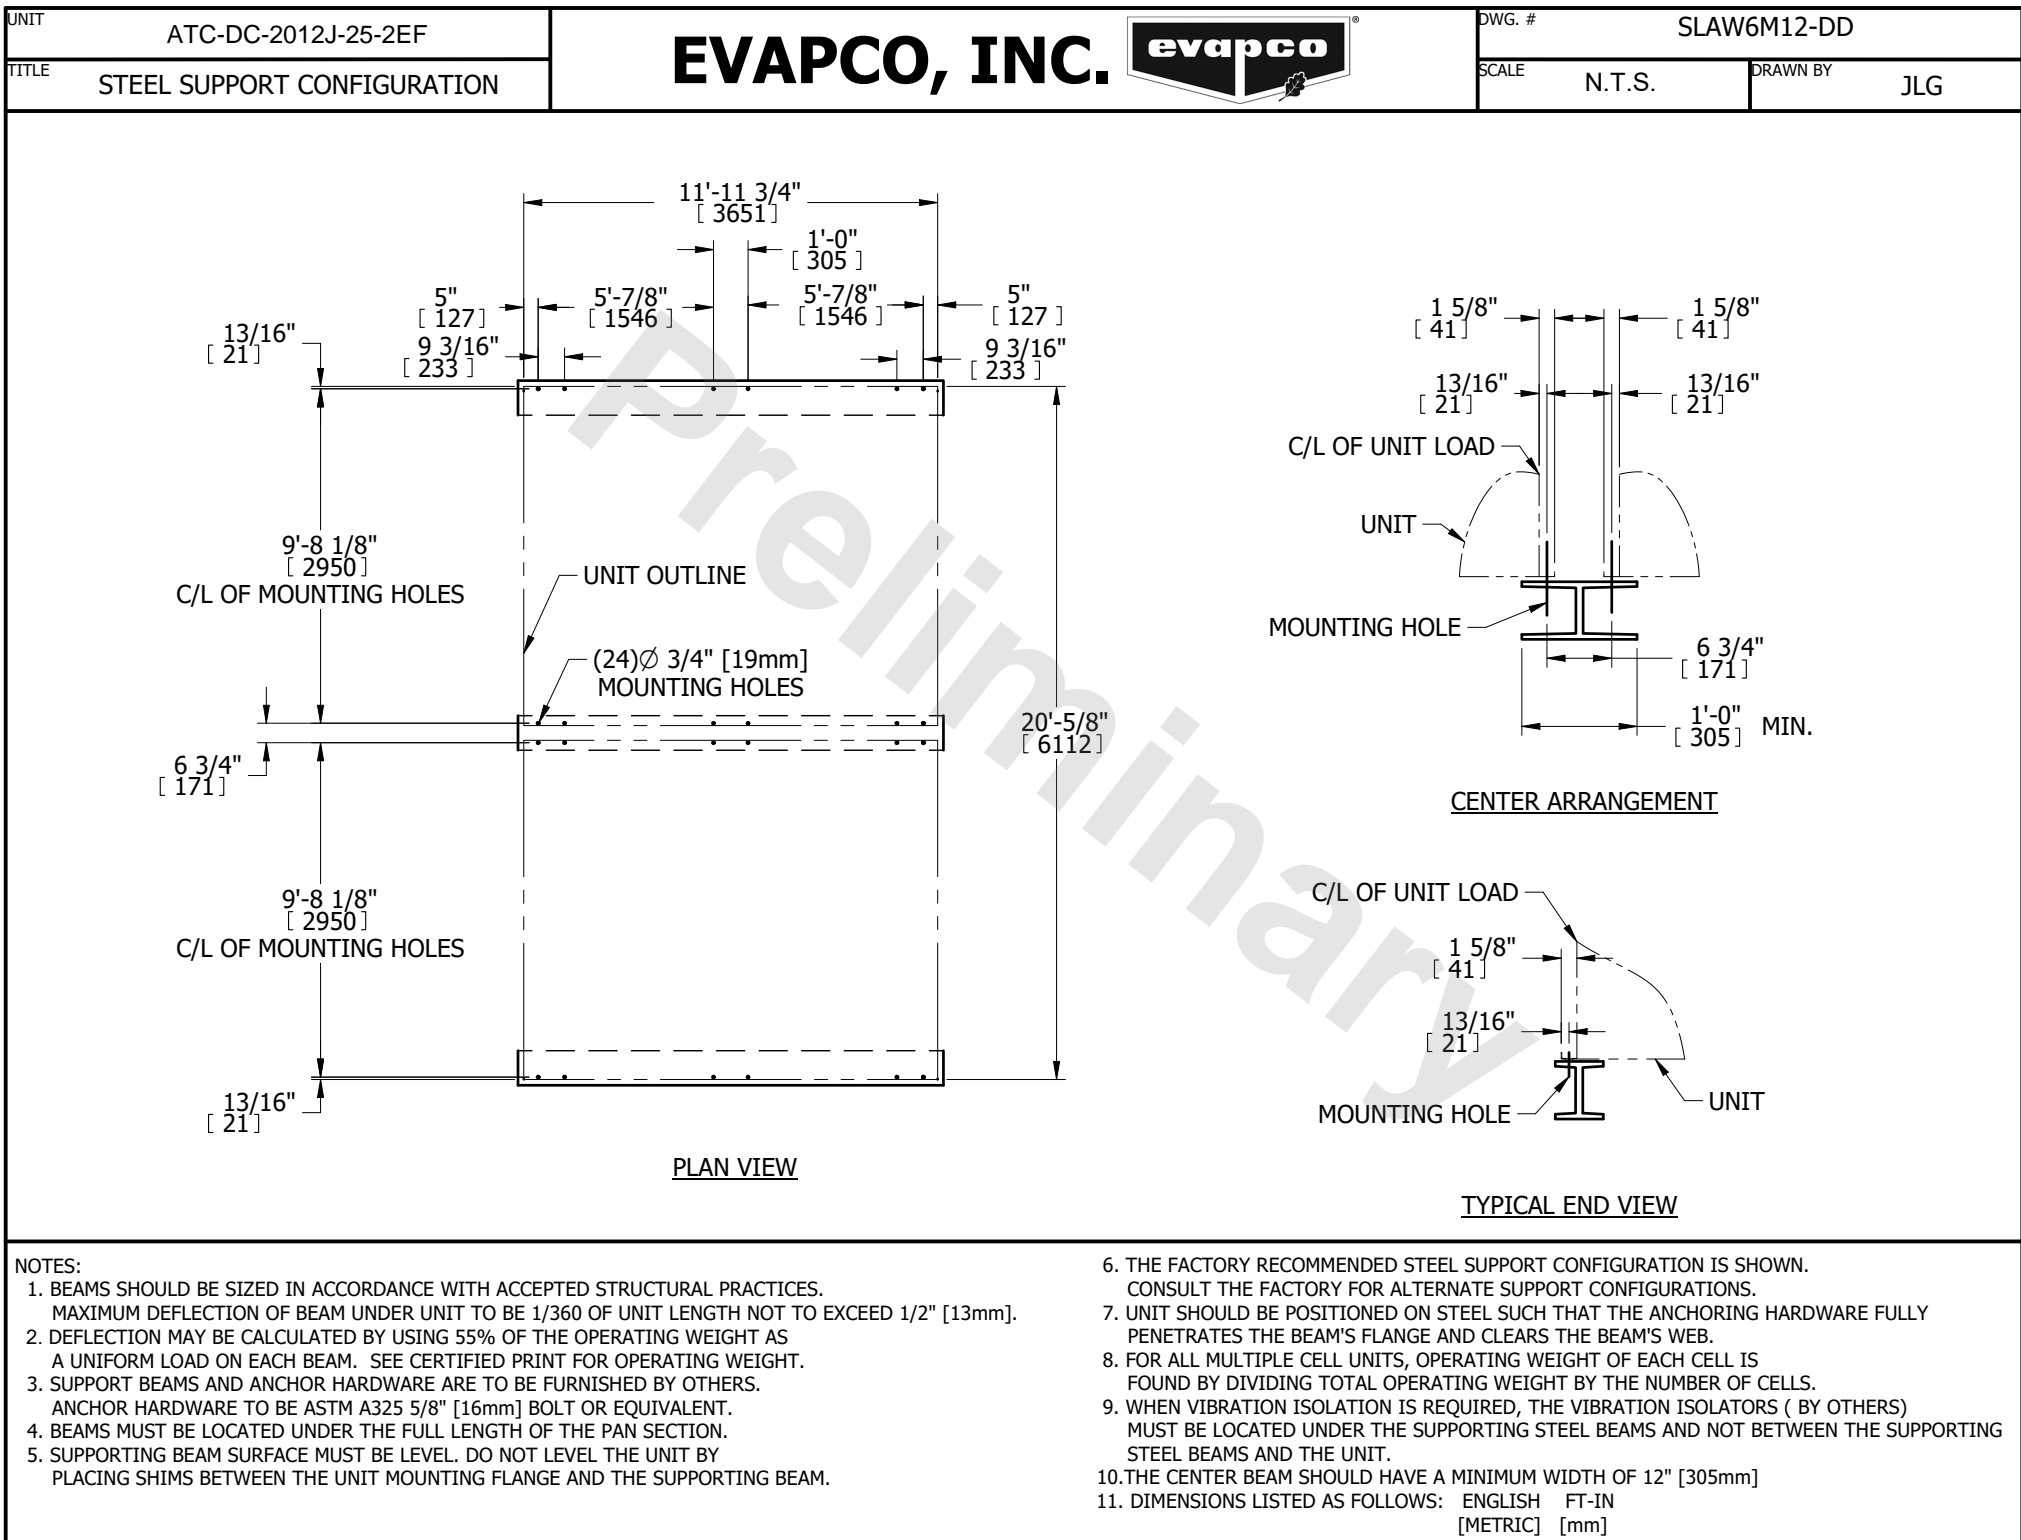 UNIT
ATC-DC-2012J-25-2EF
TITLE
STEEL SUPPORT CONFIGURATION
EVAPCO, INC.
evapco
®
DWG. #
SLAW6M12-DD
SCALE
N.T.S.
DRAWN BY
JLG
11'-11 3/4"
[ 3651 ]
1'-0"
[ 305 ]
5"
[ 127 ]
5'-7/8"
[ 1546 ]
5'-7/8"
[ 1546 ]
5"
[ 127 ]
13/16"
[ 21 ]
9 3/16"
[ 233 ]
9 3/16"
[ 233 ]
9'-8 1/8"
[ 2950 ]
C/L OF MOUNTING HOLES
UNIT OUTLINE
(24)∅ 3/4" [19mm]
MOUNTING HOLES
6 3/4"
[ 171 ]
20'-5/8"
[ 6112 ]
9'-8 1/8"
[ 2950 ]
C/L OF MOUNTING HOLES
13/16"
[ 21 ]
PLAN VIEW
Preliminary
1 5/8"
[ 41 ]
1 5/8"
[ 41 ]
13/16"
[ 21 ]
13/16"
[ 21 ]
C/L OF UNIT LOAD
UNIT
MOUNTING HOLE
6 3/4"
[ 171 ]
1'-0"
[ 305 ] MIN.
CENTER ARRANGEMENT
C/L OF UNIT LOAD
1 5/8"
[ 41 ]
13/16"
[ 21 ]
MOUNTING HOLE
UNIT
TYPICAL END VIEW
NOTES:
1. BEAMS SHOULD BE SIZED IN ACCORDANCE WITH ACCEPTED STRUCTURAL PRACTICES.
MAXIMUM DEFLECTION OF BEAM UNDER UNIT TO BE 1/360 OF UNIT LENGTH NOT TO EXCEED 1/2" [13mm].
2. DEFLECTION MAY BE CALCULATED BY USING 55% OF THE OPERATING WEIGHT AS
A UNIFORM LOAD ON EACH BEAM. SEE CERTIFIED PRINT FOR OPERATING WEIGHT.
3. SUPPORT BEAMS AND ANCHOR HARDWARE ARE TO BE FURNISHED BY OTHERS.
ANCHOR HARDWARE TO BE ASTM A325 5/8" [16mm] BOLT OR EQUIVALENT.
4. BEAMS MUST BE LOCATED UNDER THE FULL LENGTH OF THE PAN SECTION.
5. SUPPORTING BEAM SURFACE MUST BE LEVEL. DO NOT LEVEL THE UNIT BY
PLACING SHIMS BETWEEN THE UNIT MOUNTING FLANGE AND THE SUPPORTING BEAM.
6. THE FACTORY RECOMMENDED STEEL SUPPORT CONFIGURATION IS SHOWN.
CONSULT THE FACTORY FOR ALTERNATE SUPPORT CONFIGURATIONS.
7. UNIT SHOULD BE POSITIONED ON STEEL SUCH THAT THE ANCHORING HARDWARE FULLY
PENETRATES THE BEAM'S FLANGE AND CLEARS THE BEAM'S WEB.
8. FOR ALL MULTIPLE CELL UNITS, OPERATING WEIGHT OF EACH CELL IS
FOUND BY DIVIDING TOTAL OPERATING WEIGHT BY THE NUMBER OF CELLS.
9. WHEN VIBRATION ISOLATION IS REQUIRED, THE VIBRATION ISOLATORS ( BY OTHERS)
MUST BE LOCATED UNDER THE SUPPORTING STEEL BEAMS AND NOT BETWEEN THE SUPPORTING
STEEL BEAMS AND THE UNIT.
10.THE CENTER BEAM SHOULD HAVE A MINIMUM WIDTH OF 12" [305mm]
11. DIMENSIONS LISTED AS FOLLOWS: ENGLISH FT-IN
[METRIC] [mm]